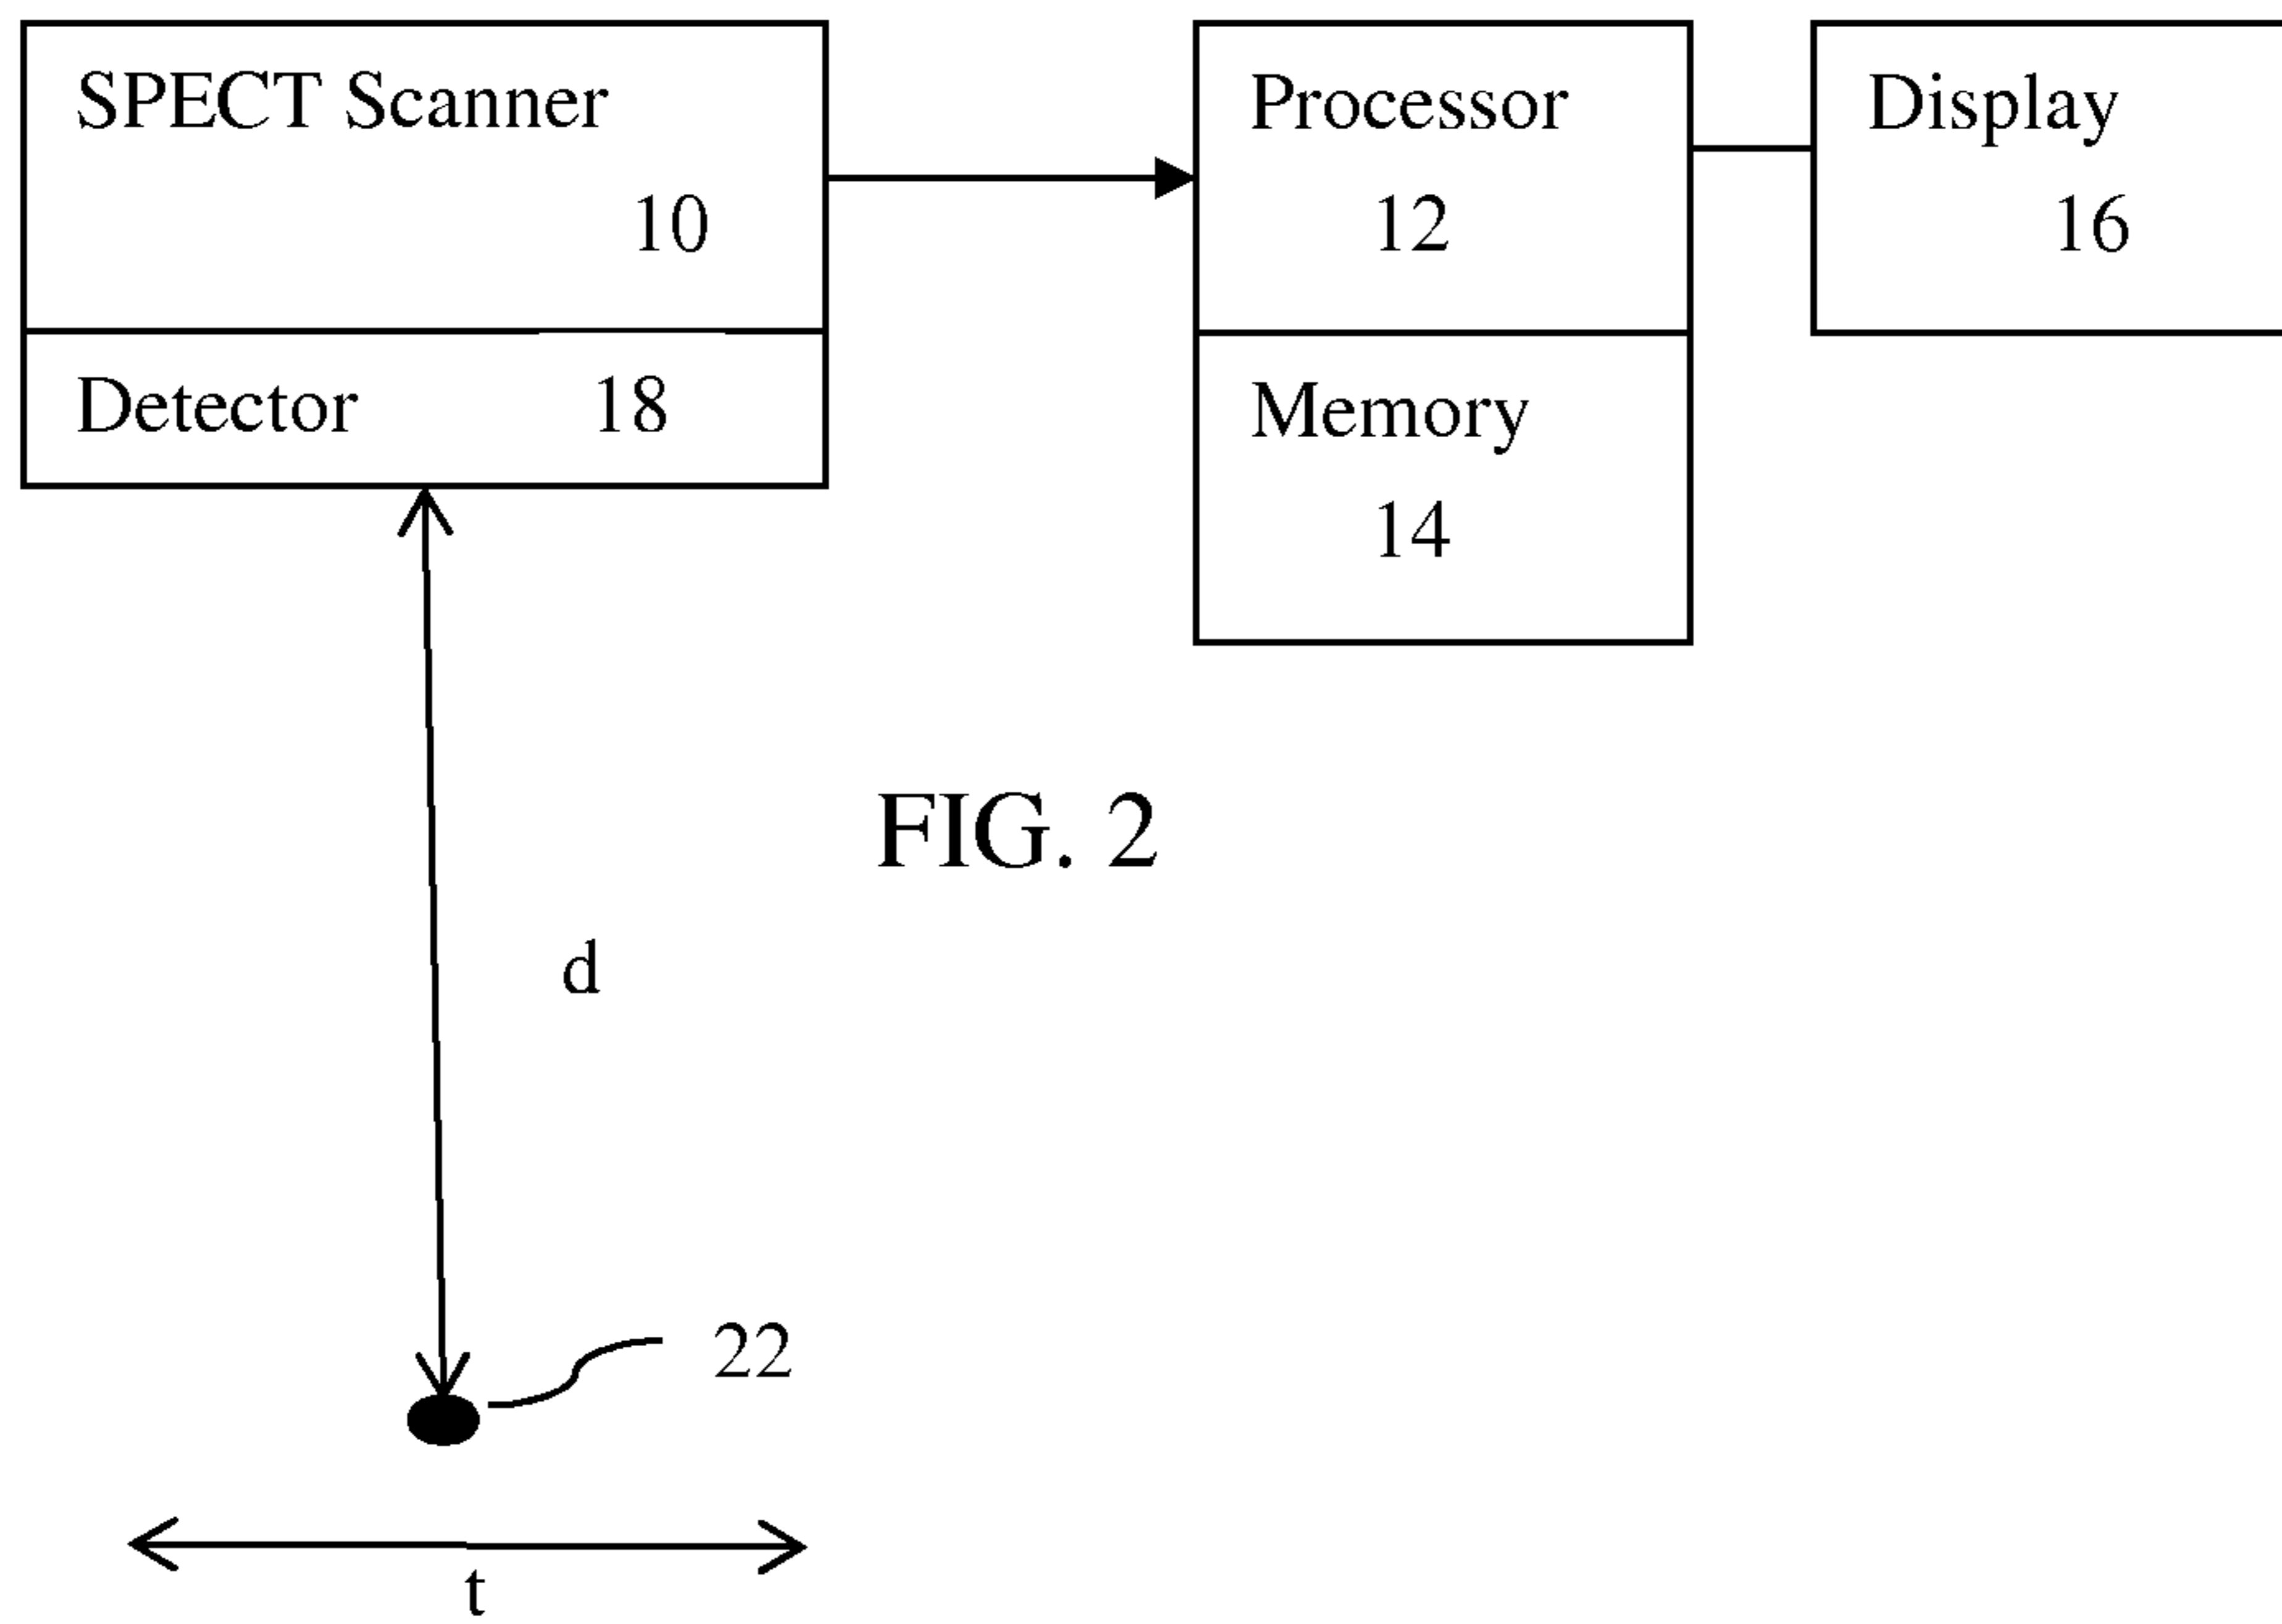 SPECT Scanner
10
Detector 18
Processor
12
Memory
14
Display
16
FIG. 2
d
22
t